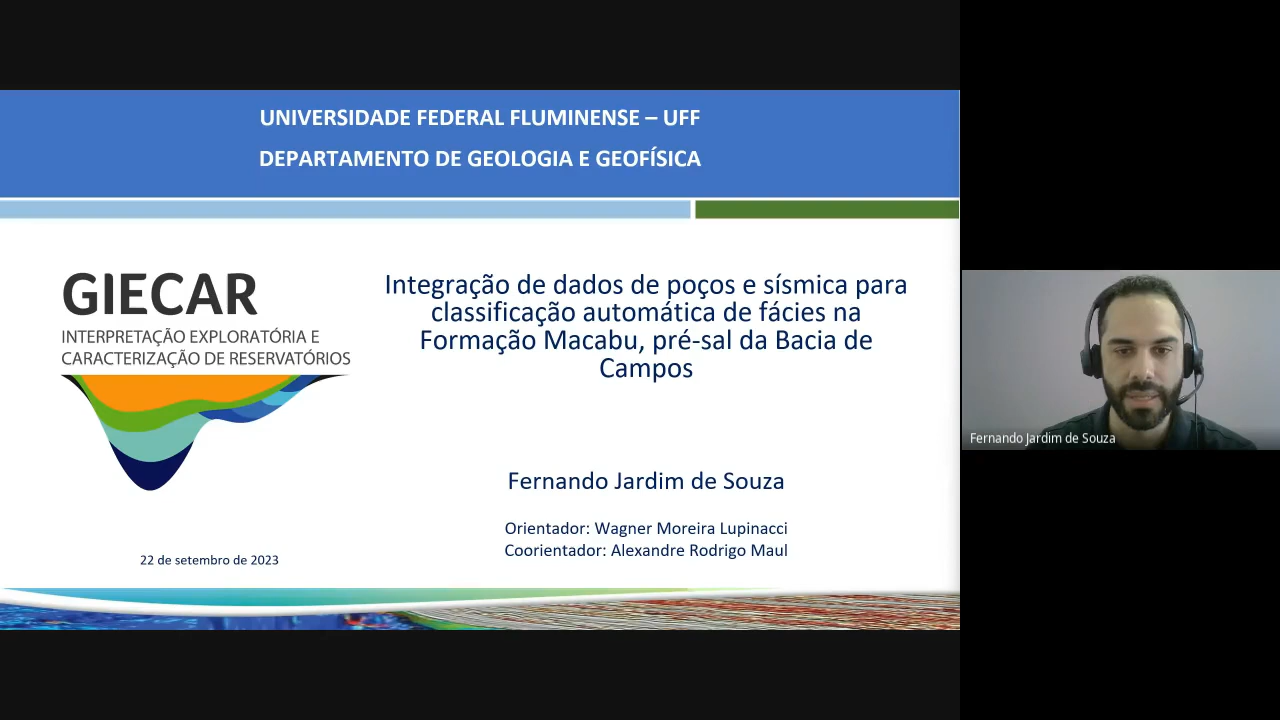 UNIVERSIDADE FEDERAL FLUMINENSE – UFF
DEPARTAMENTO DE GEOLOGIA E GEOFÍSICA
GIECAR
INTERPRETAÇÃO EXPLORATÓRIA E
CARACTERIZAÇÃO DE RESERVATÓRIOS
Integração de dados de poços e sísmica para
classificação automática de fácies na
Formação Macabu, pré-sal da Bacia de
Campos
Fernando Jardim de Souza
Orientador: Wagner Moreira Lupinacci
Coorientador: Alexandre Rodrigo Maul
22 de setembro de 2023
Fernando Jardim de Souza